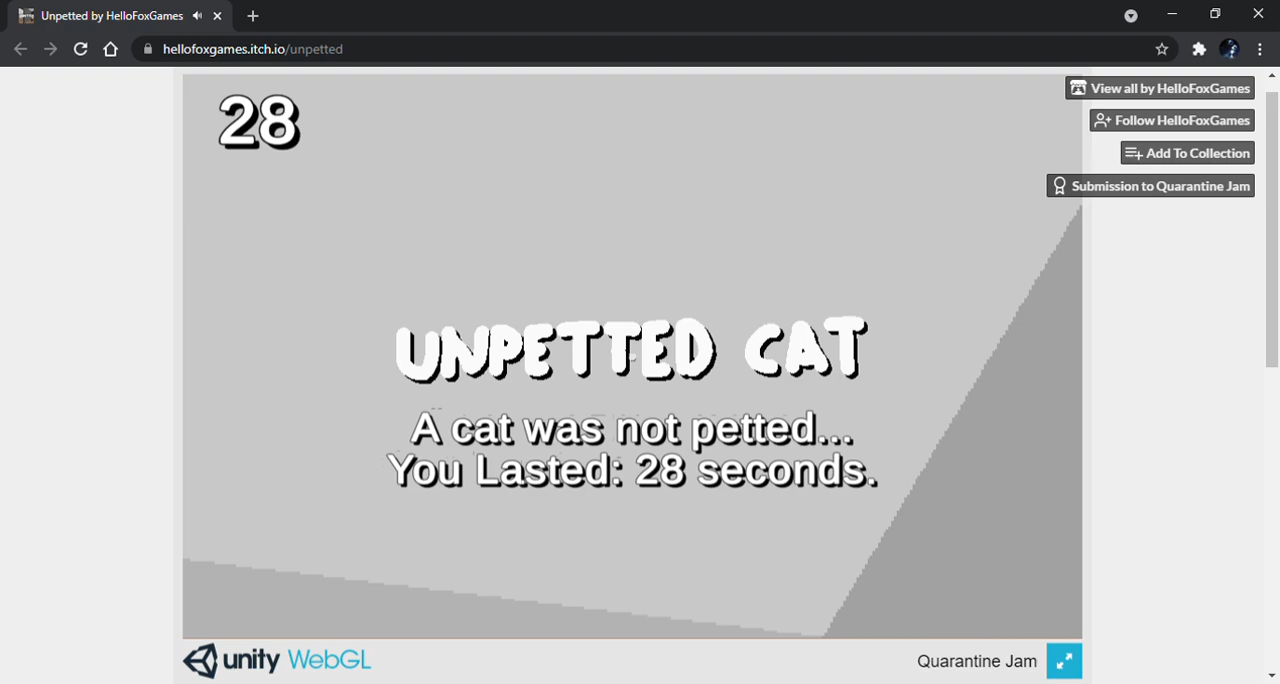 Unpetted by HelloFoxGames
hellofoxgames.itch.io/unpetted
28
View all by HelloFoxGames
Follow HelloFoxGames
Add To Collection
Submission to Quarantine Jam
UNPETTED CAT
A cat was not petted...
You Lasted: 28 seconds.
unity WebGL
Quarantine Jam